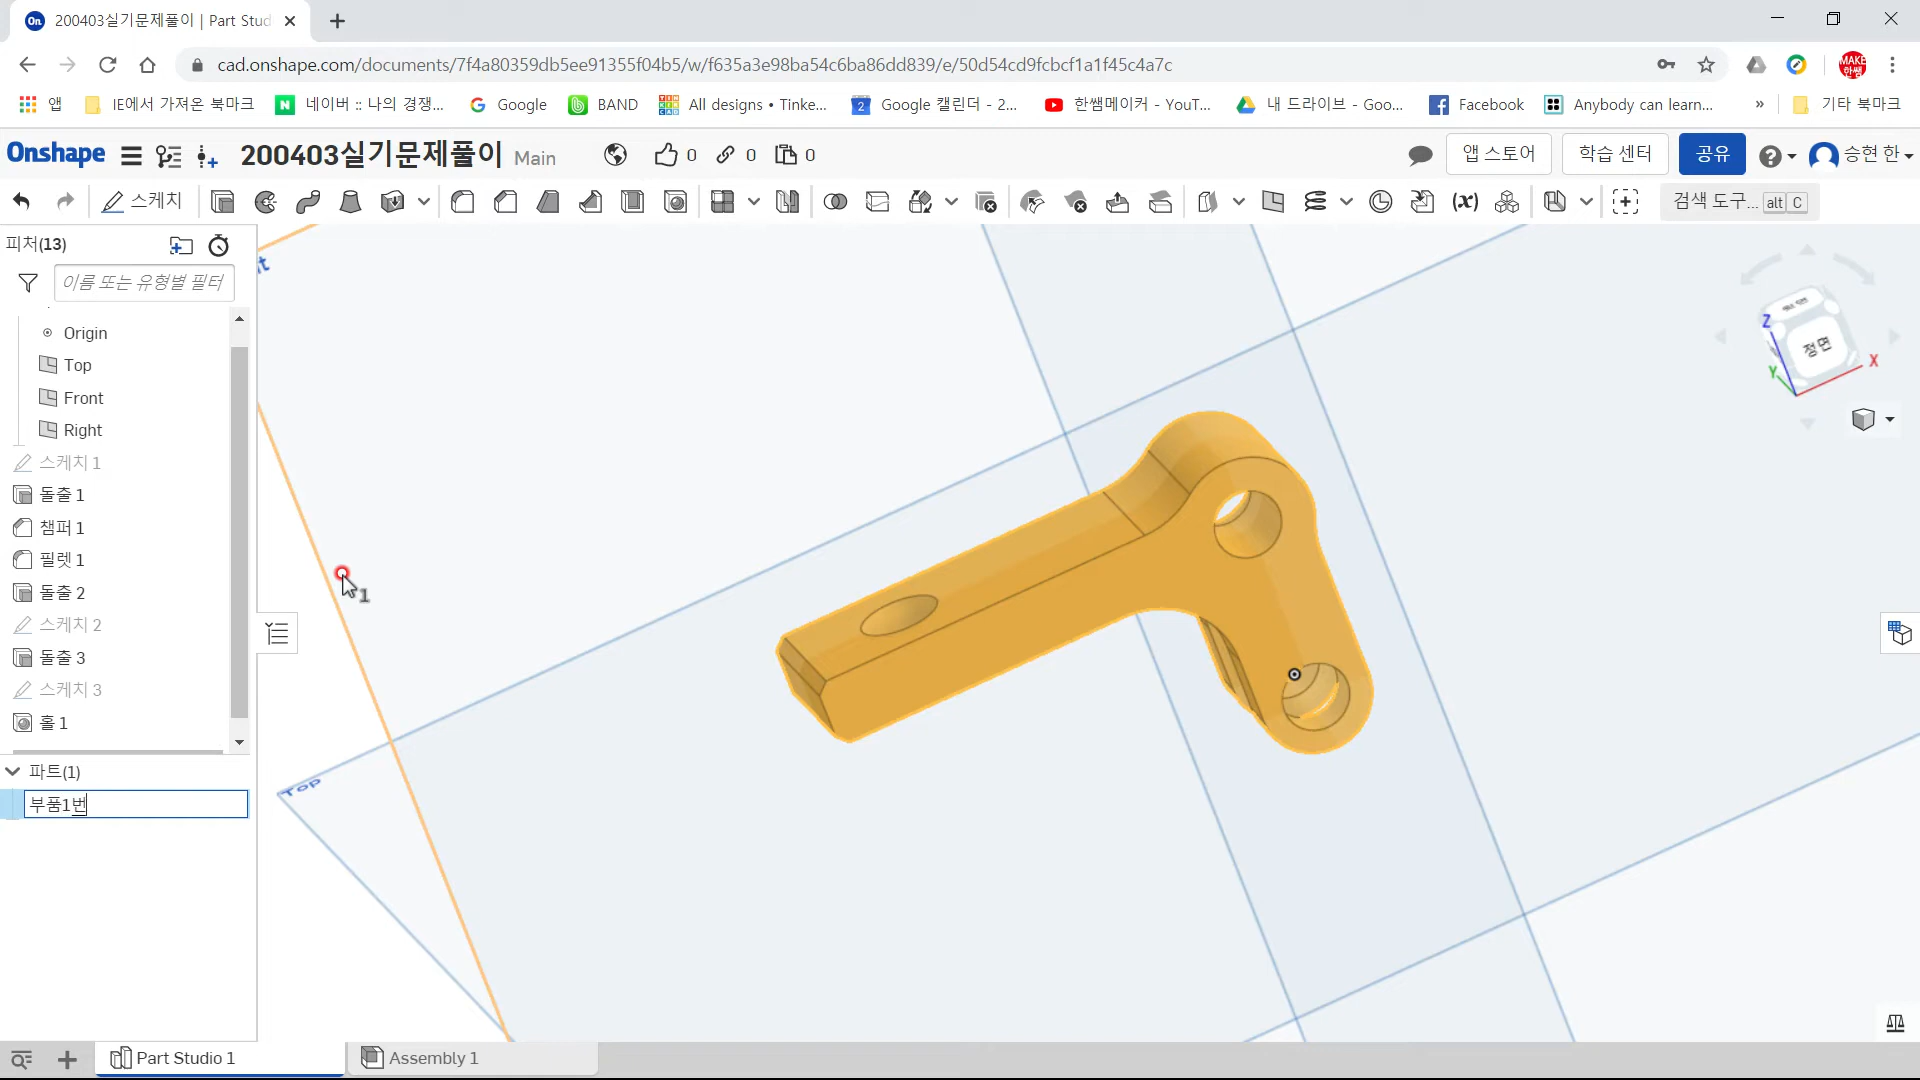 On 200403실기문제풀이 | Part Stud
cad.onshape.com/documents/7f4a80359db5ee91355f04b5/w/f635a3e98ba54c6ba86dd839/e/50d54cd9fcbcf1a1f45c4a7c
MAKE 한쌤
앱 IE에서 가져온 북마크 네이버 :: 나의 경쟁... Google BAND All designs • Tinke... Google 캘린더 - 2... 한쌤메이커 - YouT... 내 드라이브 - Goo... Facebook Anybody can learn... » 기타 북마크
Onshape 200403실기문제풀이 Main 0 0 0 앱 스토어 학습 센터 공유 승현 한
스케치 (x) 검색 도구... alt C
피처(13)
이름 또는 유형별 필터
Origin
Top
Front
Right
스케치 1
돌출 1
챔퍼 1
필렛 1
돌출 2
스케치 2
돌출 3
스케치 3
홀 1
파트(1)
부품1번
1
Top
Z
정면
X
Y
Part Studio 1 Assembly 1